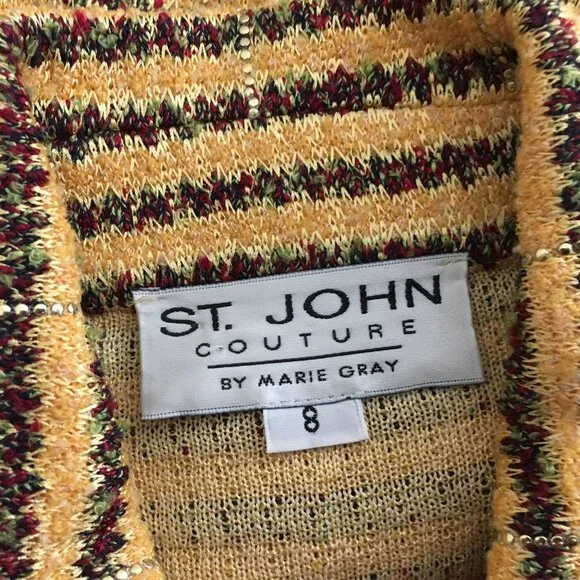 ST. JOHN
COUTURE
BY MARIE GRAY
8